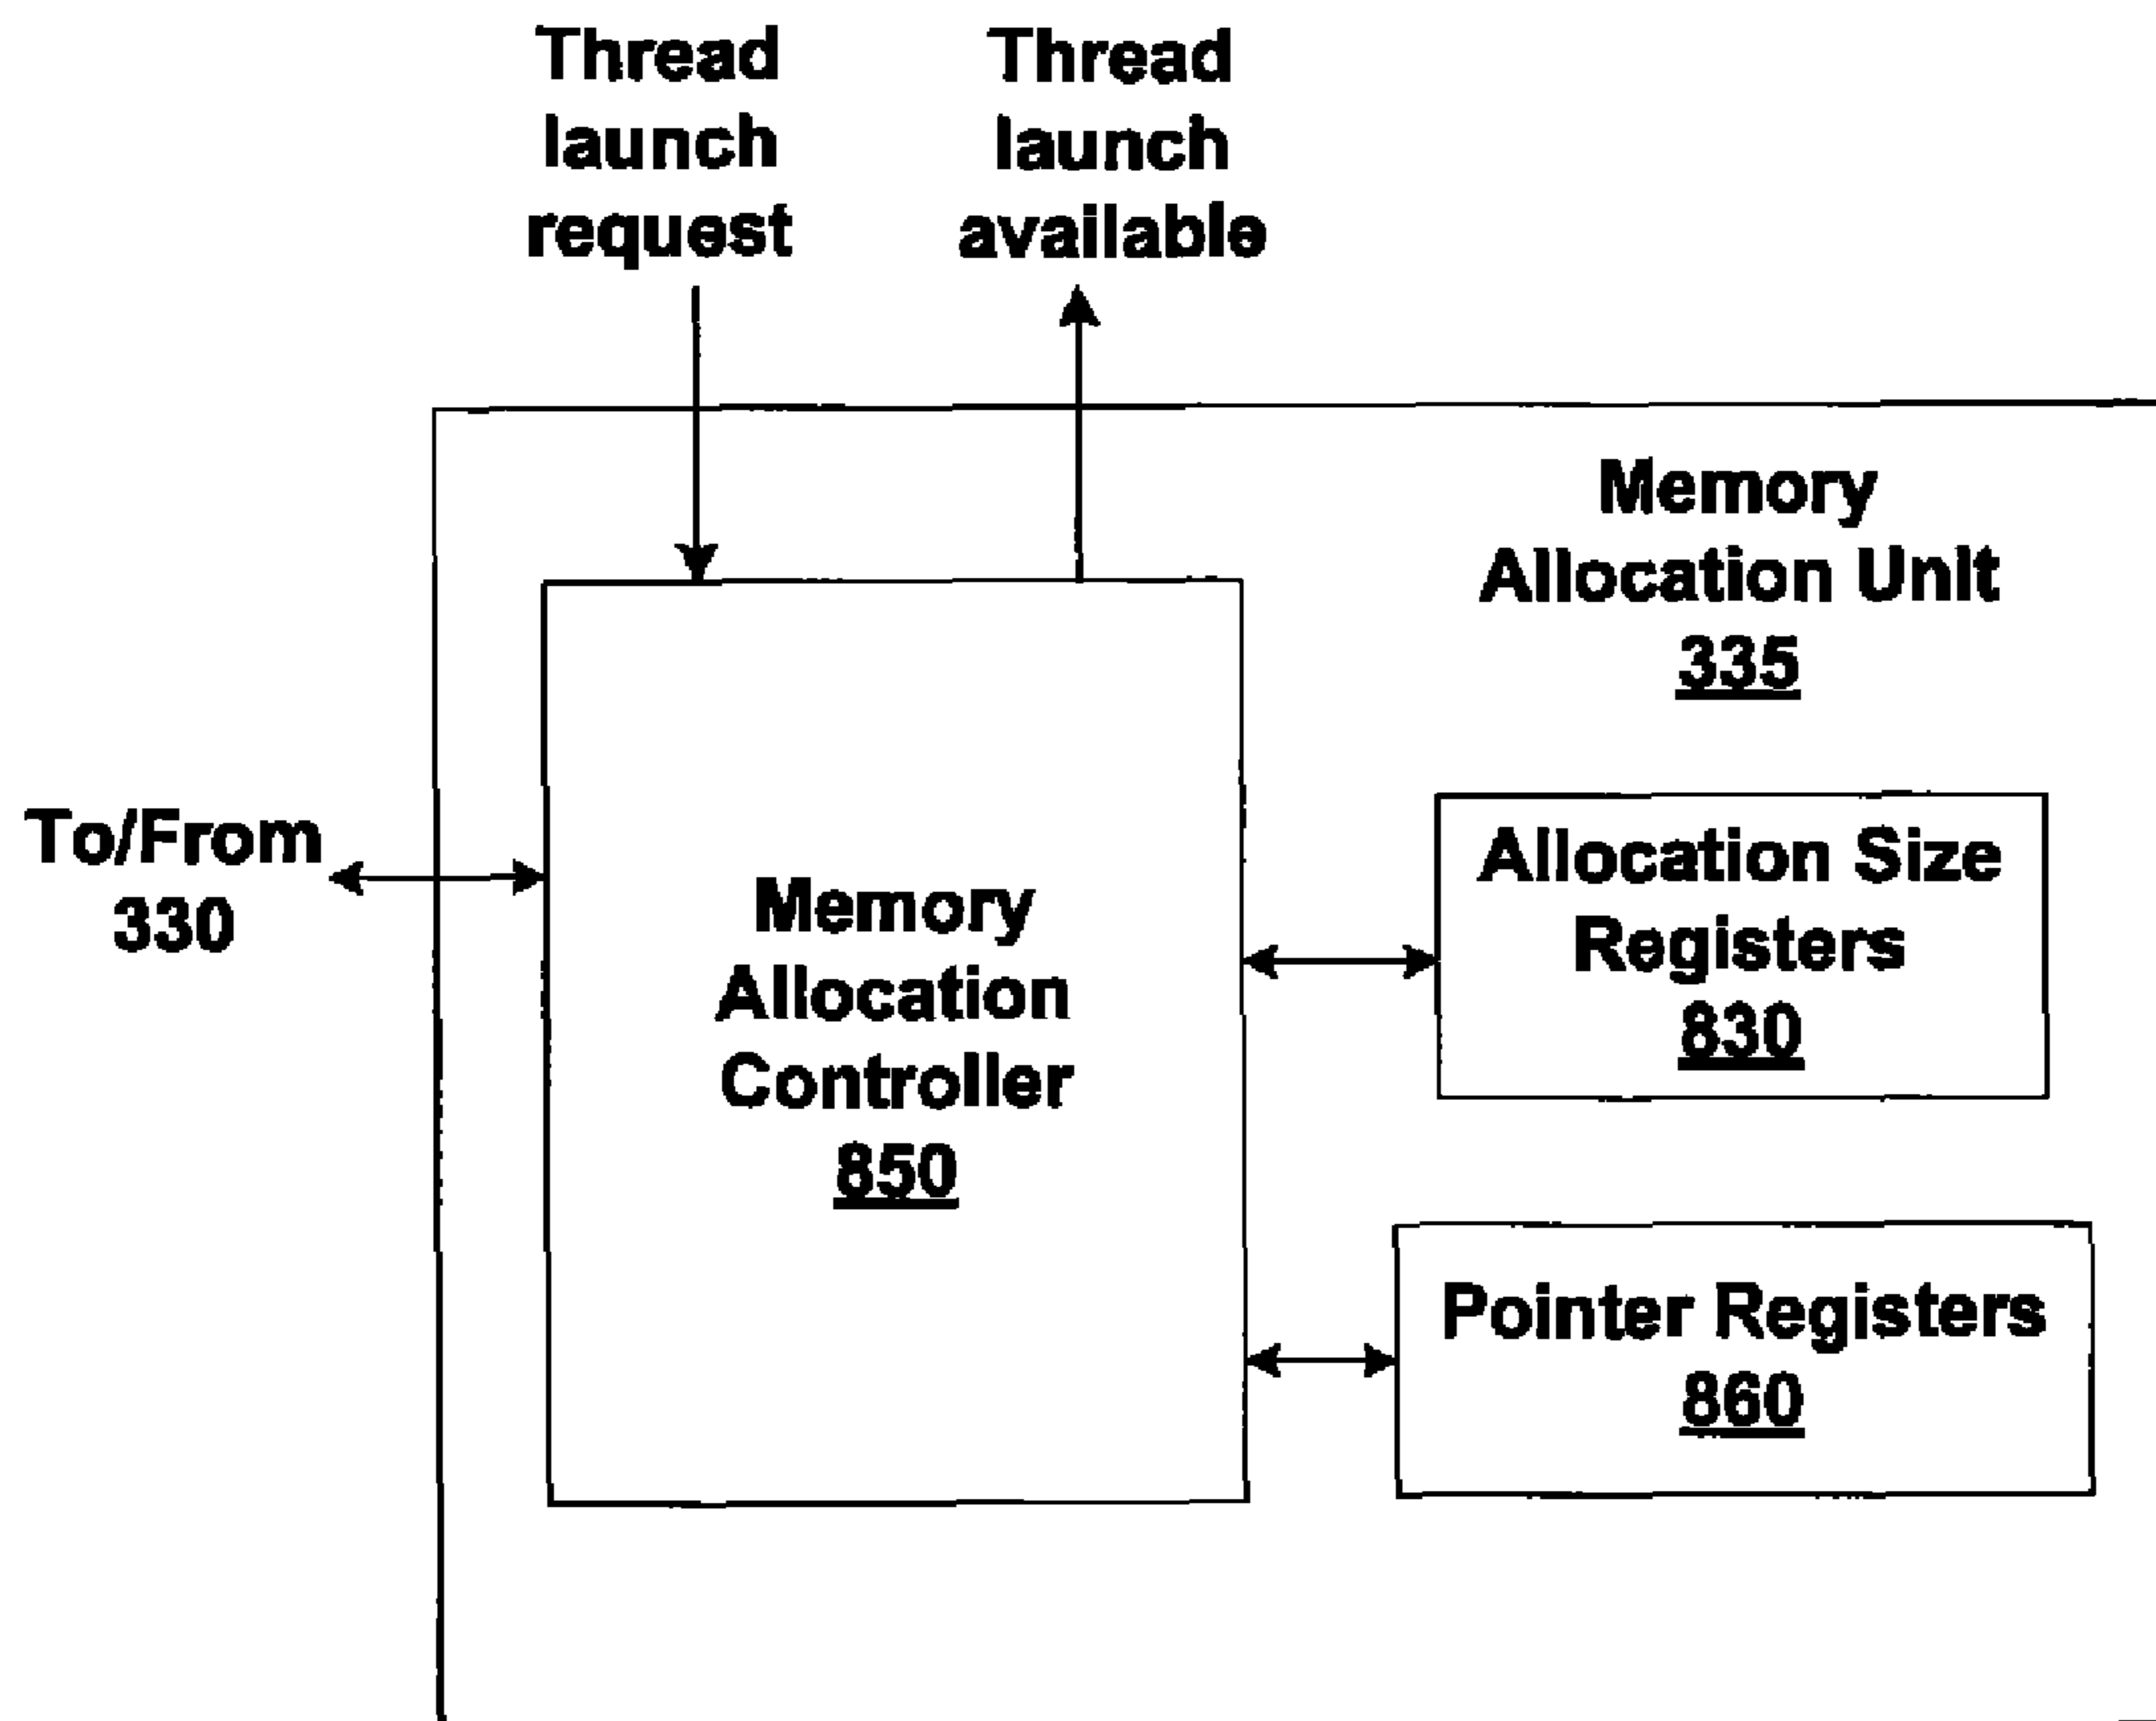 Thread
launch
request
Thread
launch
available
Memory
Allocation Unit
335
To/From
330
Memory
Allocation
Controller
850
Allocation Size
Registers
830
Pointer Registers
860